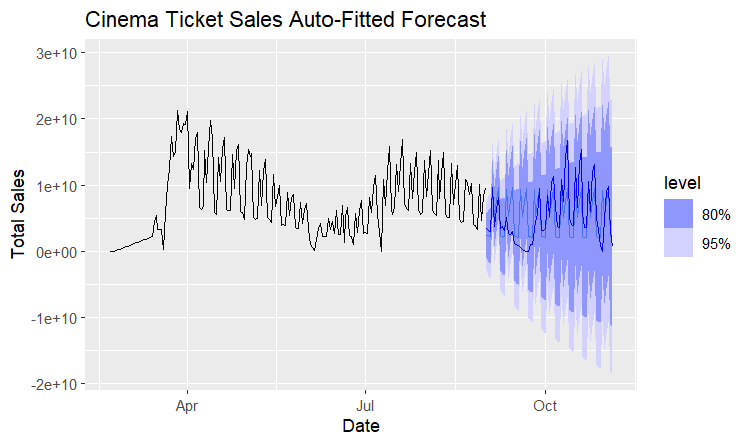 Cinema Ticket Sales Auto-Fitted Forecast
Total Sales
3e+10
2e+10
1e+10
0e+00
-1e+10
-2e+10
Apr
Jul
Oct
Date
level
80%
95%